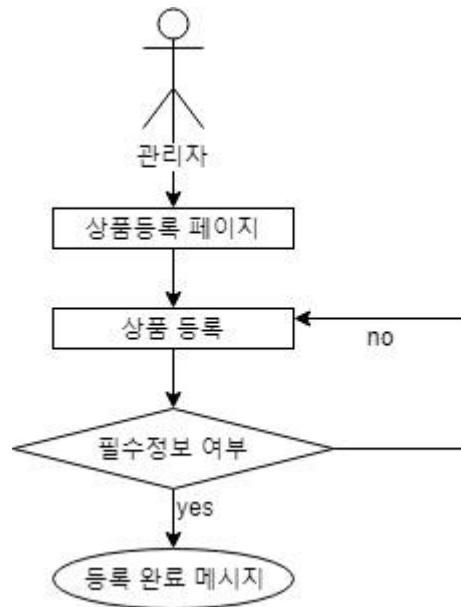 관리자
상품등록 페이지
상품 등록
no
필수정보 여부
yes
등록 완료 메시지